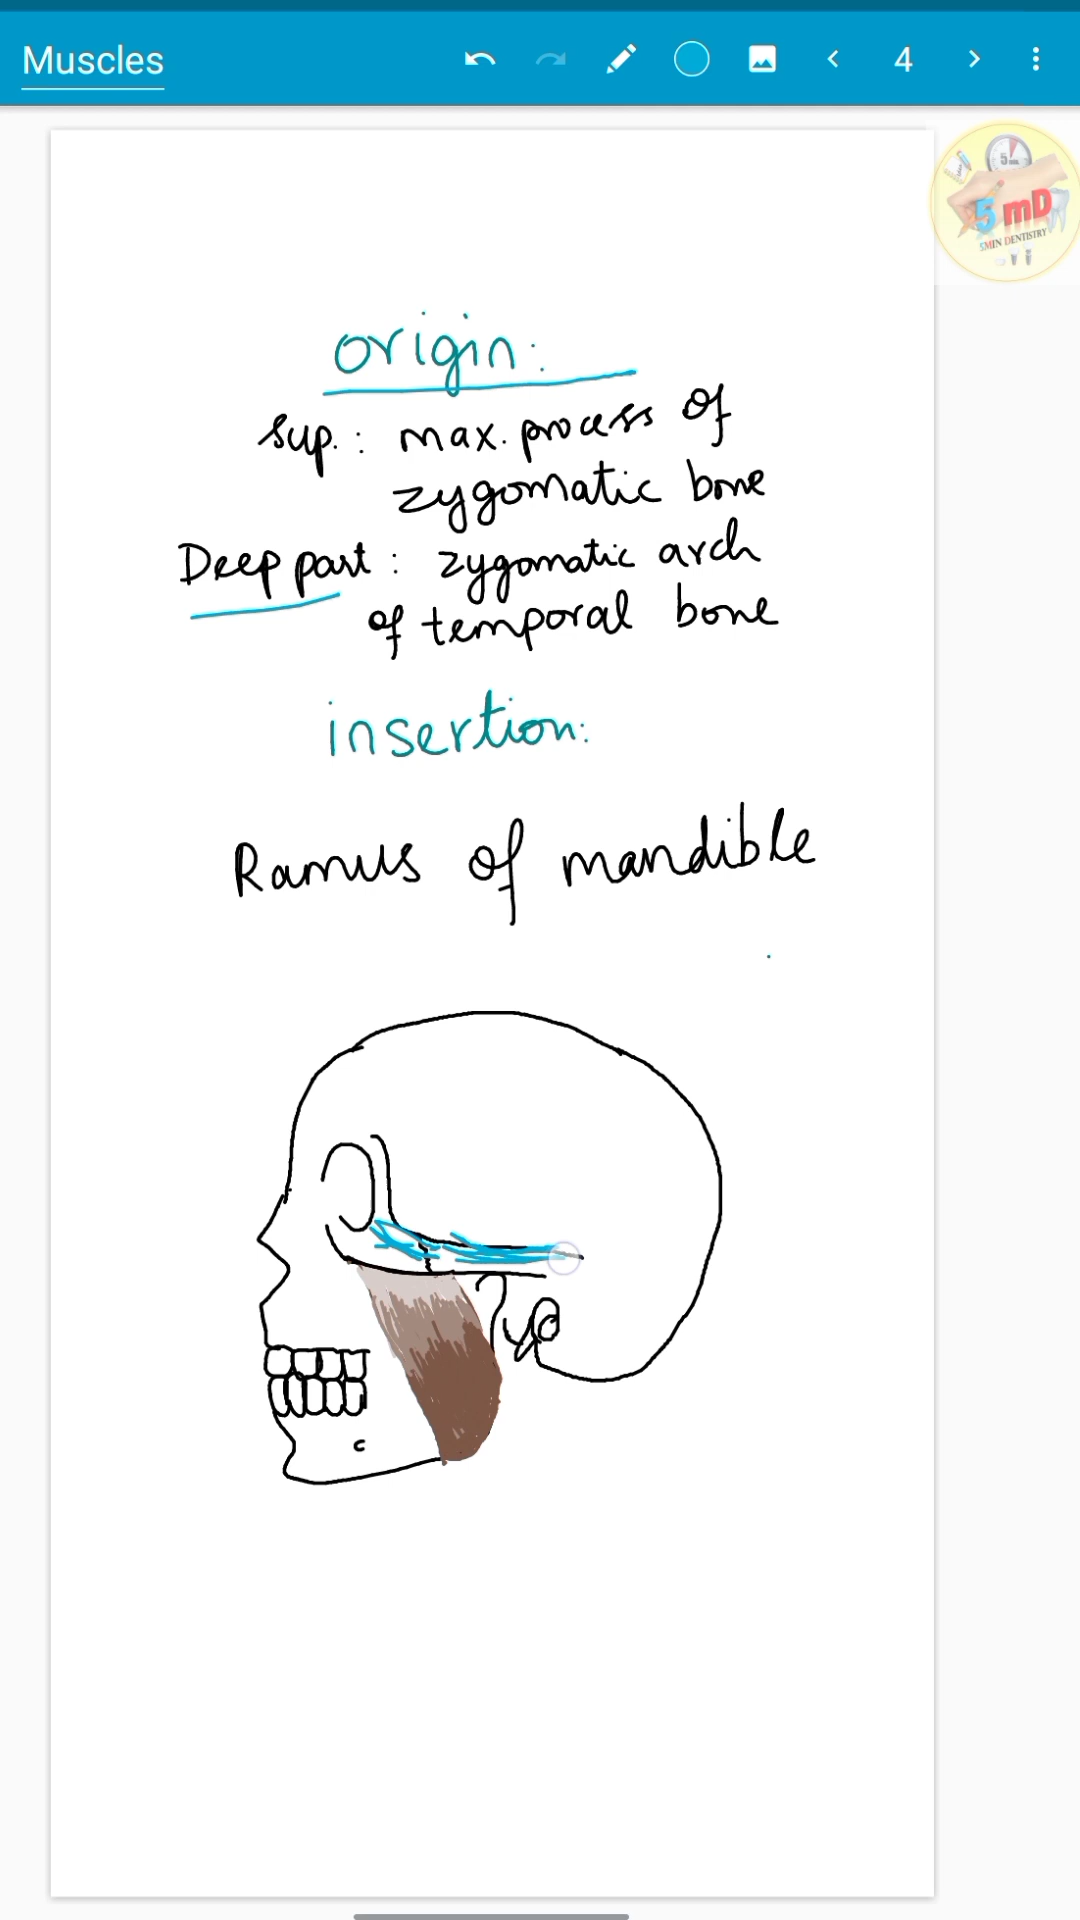 Muscles
4
5 mD
5MIN DENTISTRY
origin:
sup. : max. process of
zygomatic bone
Deep part : zygomatic arch
of temporal bone
insertion:
Ramus of mandible